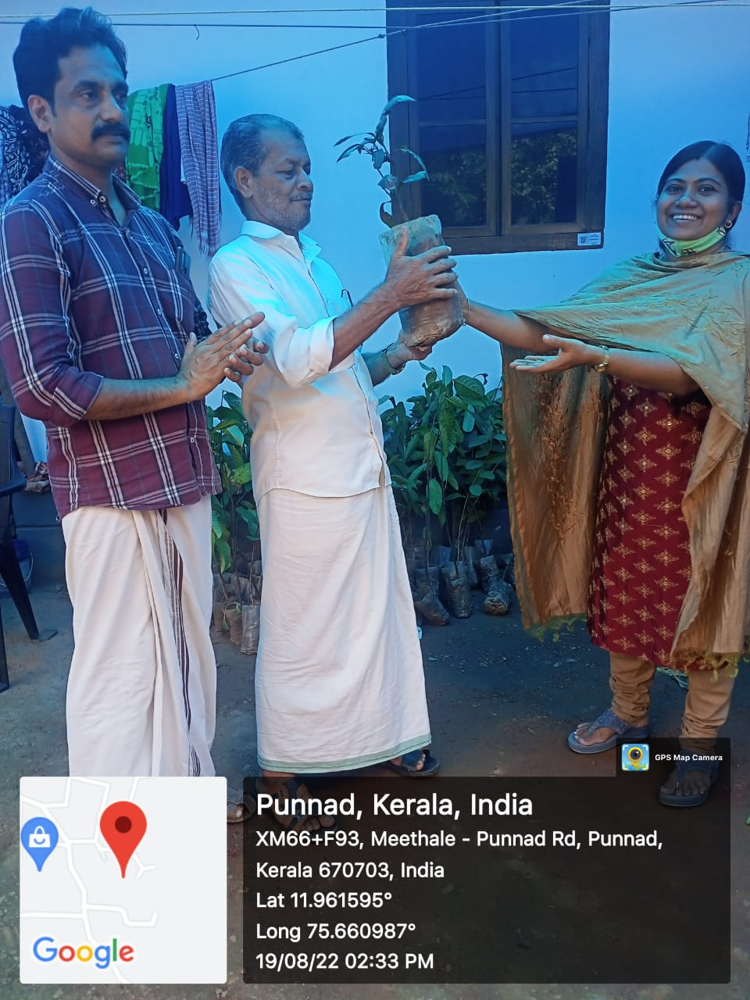 GPS Map Camera
Punnad, Kerala, India
XM66+F93, Meethale - Punnad Rd, Punnad,
Kerala 670703, India
Lat 11.961595°
Long 75.660987°
19/08/22 02:33 PM
Google